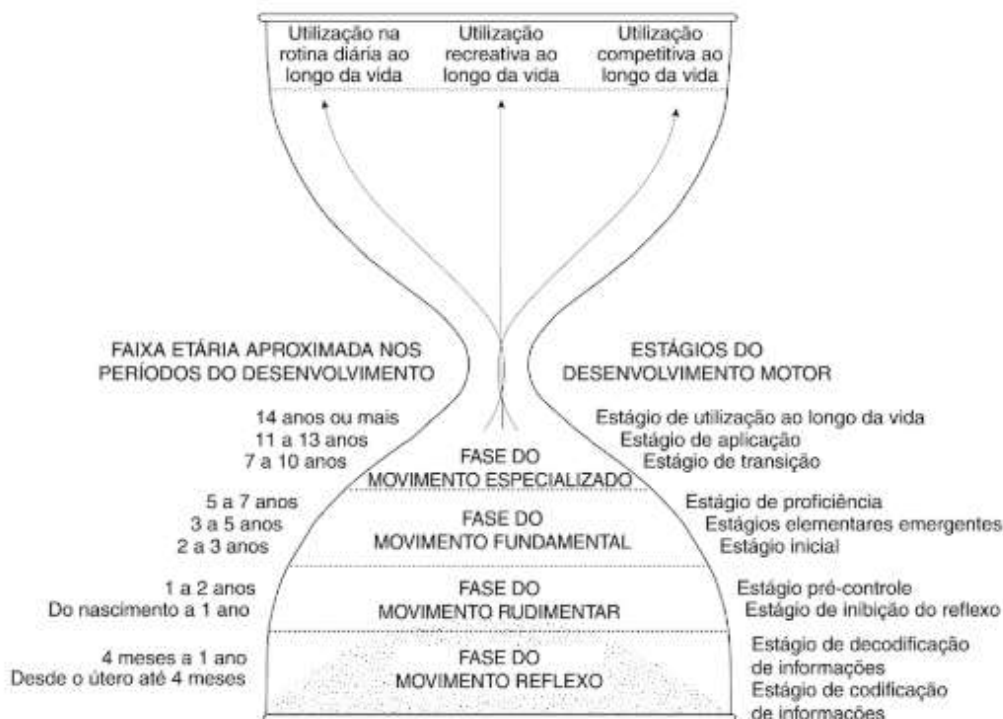 Utilização na
rotina diária ao
longo da vida
Utilização
recreativa ao
longo da vida
Utilização
competitiva ao
longo da vida
FAIXA ETÁRIA APROXIMADA NOS
PERÍODOS DO DESENVOLVIMENTO
ESTÁGIOS DO
DESENVOLVIMENTO MOTOR
14 anos ou mais
11 a 13 anos
7 a 10 anos
FASE DO
MOVIMENTO ESPECIALIZADO
Estágio de utilização ao longo da vida
Estágio de aplicação
Estágio de transição
5 a 7 anos
3 a 5 anos
2 a 3 anos
FASE DO
MOVIMENTO FUNDAMENTAL
Estágio de proficiência
Estágios elementares emergentes
Estágio inicial
1 a 2 anos
Do nascimento a 1 ano
FASE DO
MOVIMENTO RUDIMENTAR
Estágio pré-controle
Estágio de inibição do reflexo
4 meses a 1 ano
Desde o útero até 4 meses
FASE DO
MOVIMENTO REFLEXO
Estágio de decodificação
de informações
Estágio de codificação
de informações